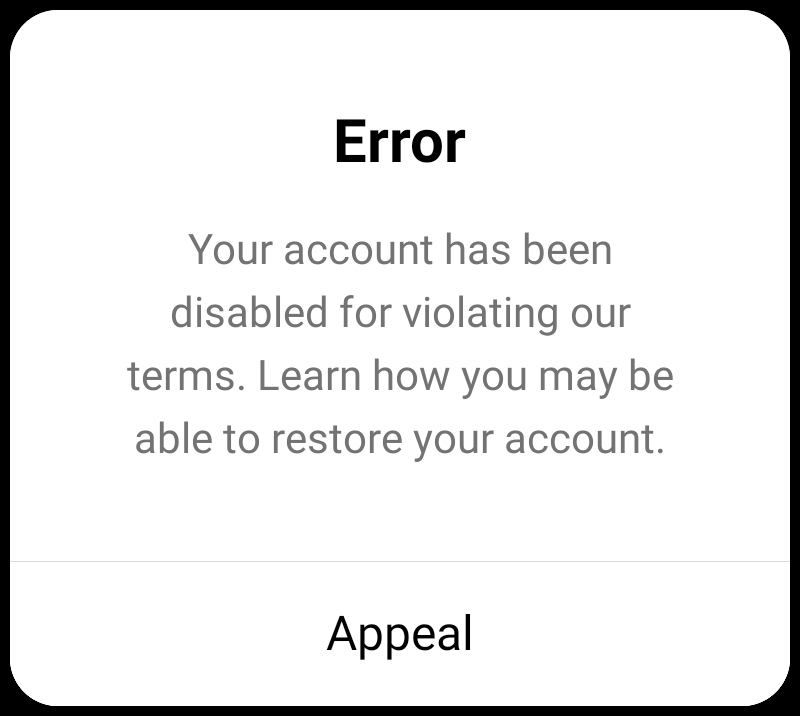 Error
Your account has been
disabled for violating our
terms. Learn how you may be
able to restore your account.
Appeal